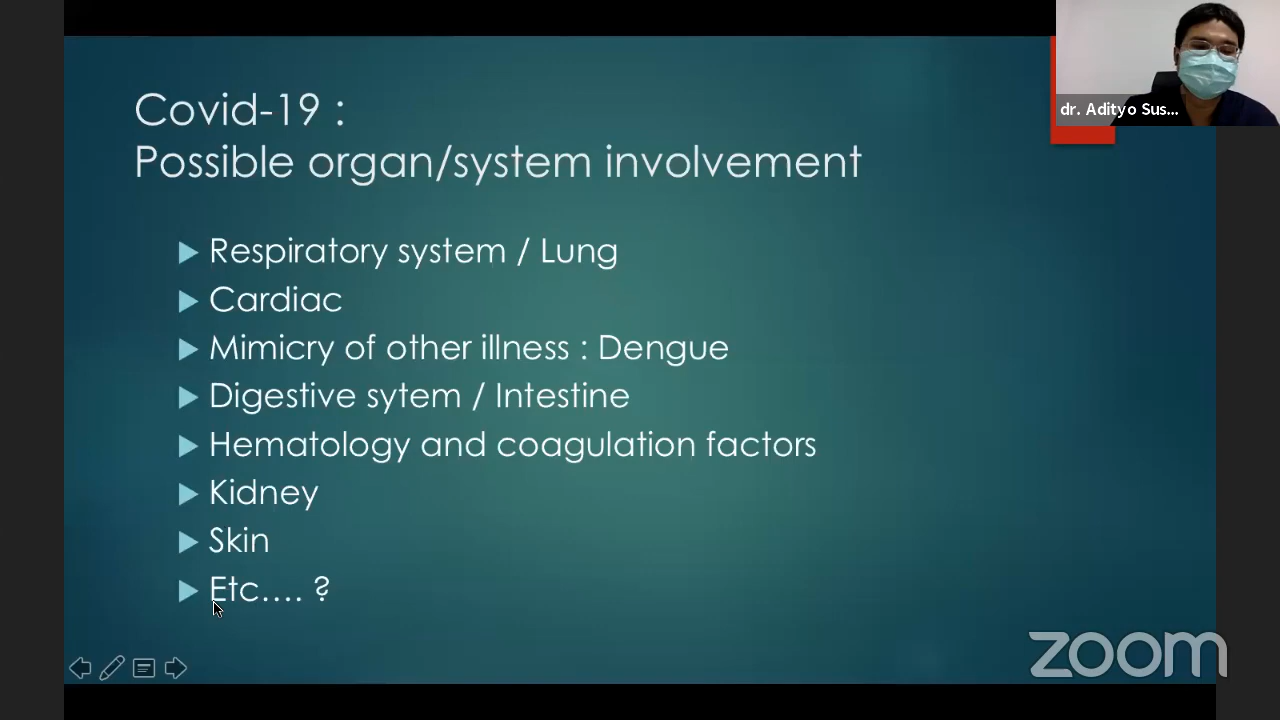 Covid-19 :
Possible organ/system involvement
Respiratory system / Lung
Cardiac
Mimicry of other illness : Dengue
Digestive sytem / Intestine
Hematology and coagulation factors
Kidney
Skin
Etc.... ?
dr. Adityo Sus...
zoom